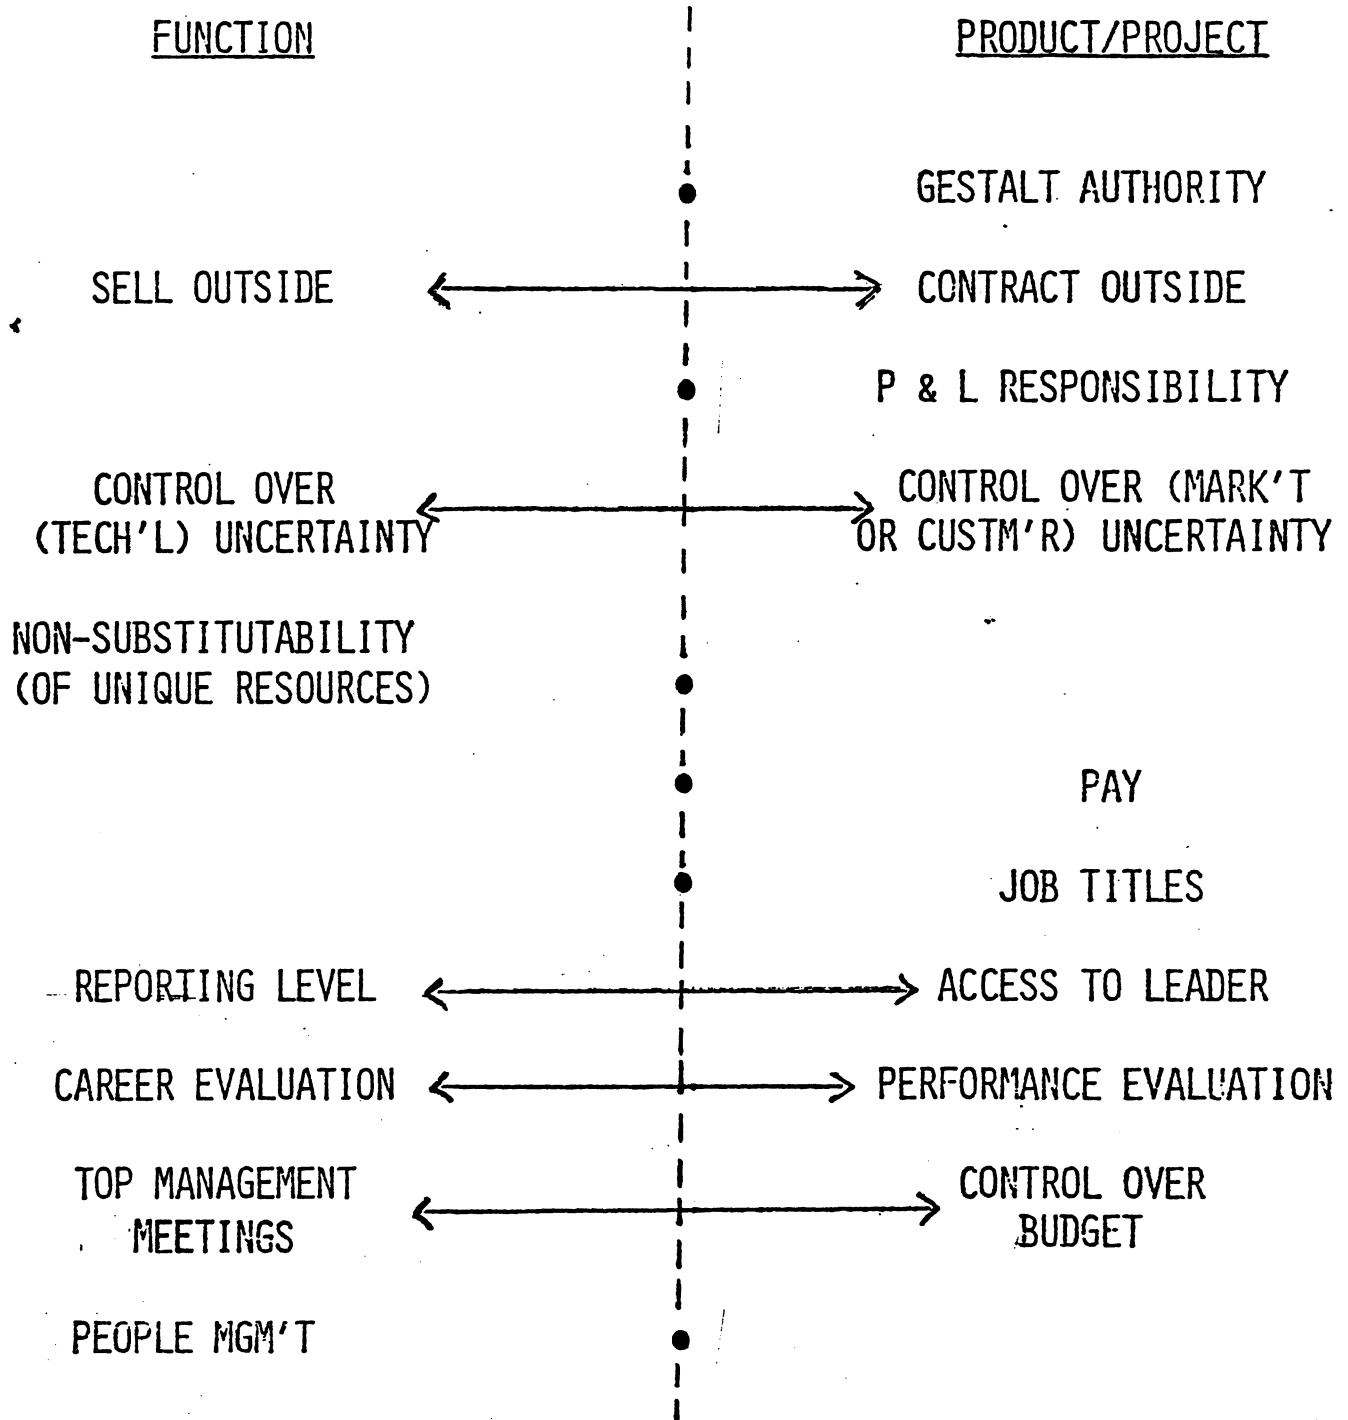 FUNCTION PRODUCT/PROJECT
GESTALT AUTHORITY
SELL OUTSIDE CONTRACT OUTSIDE
P & L RESPONSIBILITY
CONTROL OVER CONTROL OVER (MARK'T
(TECH'L) UNCERTAINTY OR CUSTM'R) UNCERTAINTY
NON-SUBSTITUTABILITY
(OF UNIQUE RESOURCES)
PAY
JOB TITLES
REPORTING LEVEL ACCESS TO LEADER
CAREER EVALUATION PERFORMANCE EVALUATION
TOP MANAGEMENT CONTROL OVER
MEETINGS BUDGET
PEOPLE MGM'T